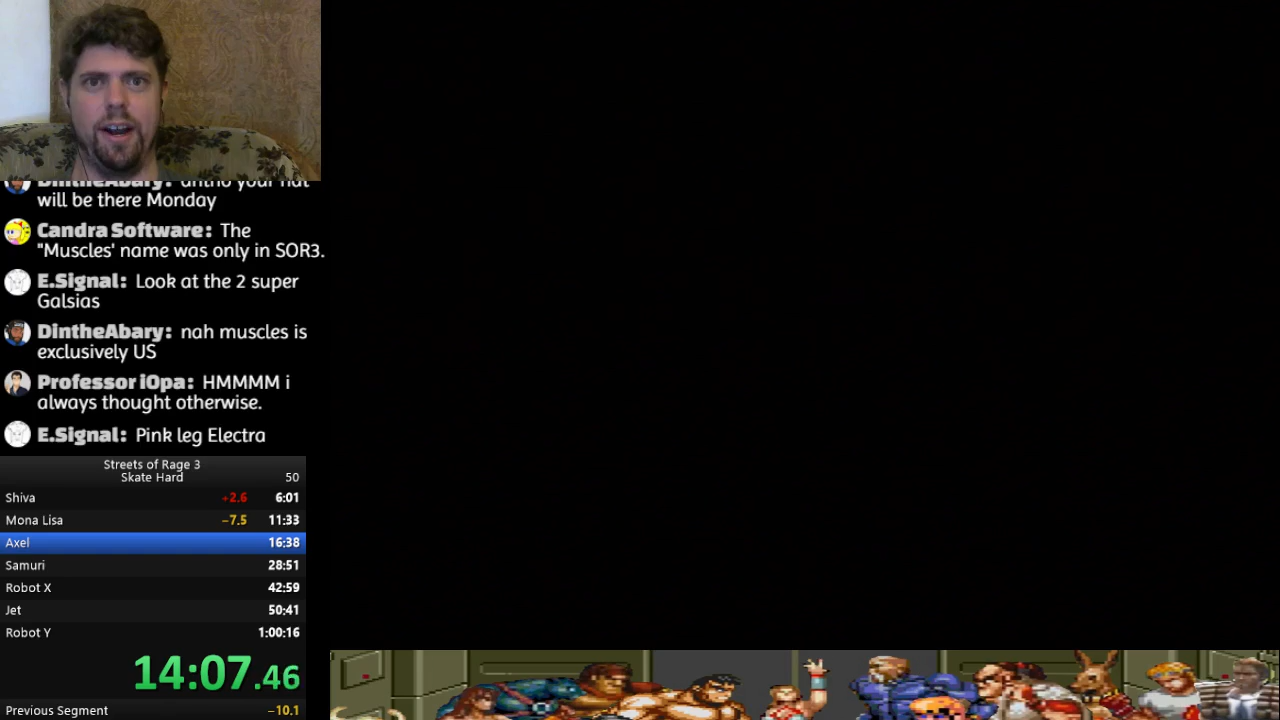 DintheAbary: antho your hat
will be there Monday
Candra Software: The
"Muscles' name was only in SOR3.
E.Signal: Look at the 2 super
Galsias
DintheAbary: nah muscles is
exclusively US
Professor iOpa: HMMMM i
always thought otherwise.
E.Signal: Pink leg Electra
Streets of Rage 3
Skate Hard 50
Shiva +2.6 6:01
Mona Lisa −7.5 11:33
Axel 16:38
Samuri 28:51
Robot X 42:59
Jet 50:41
Robot Y 1:00:16
14:07.46
Previous Segment −10.1